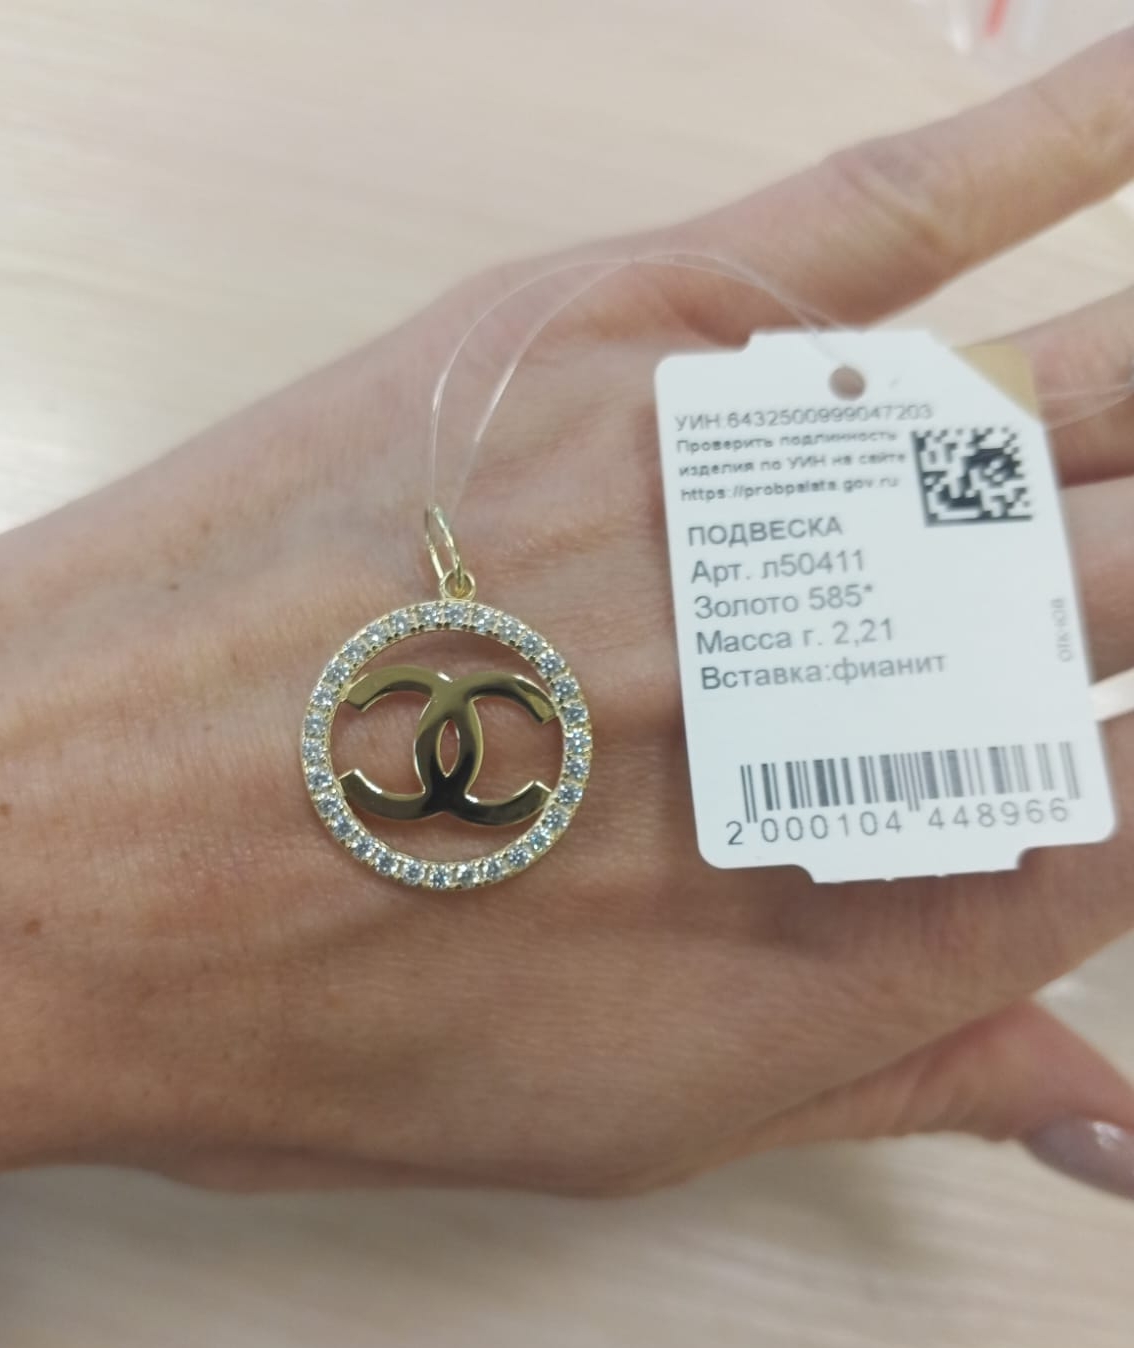 УИН:6432500999047203
Проверить подлинность
изделия по УИН на сайте
https://probpalata.gov.ru
ПОДВЕСКА
Арт. л50411
Золото 585*
Масса г. 2,21
Вставка:фианит
2 000104 448966